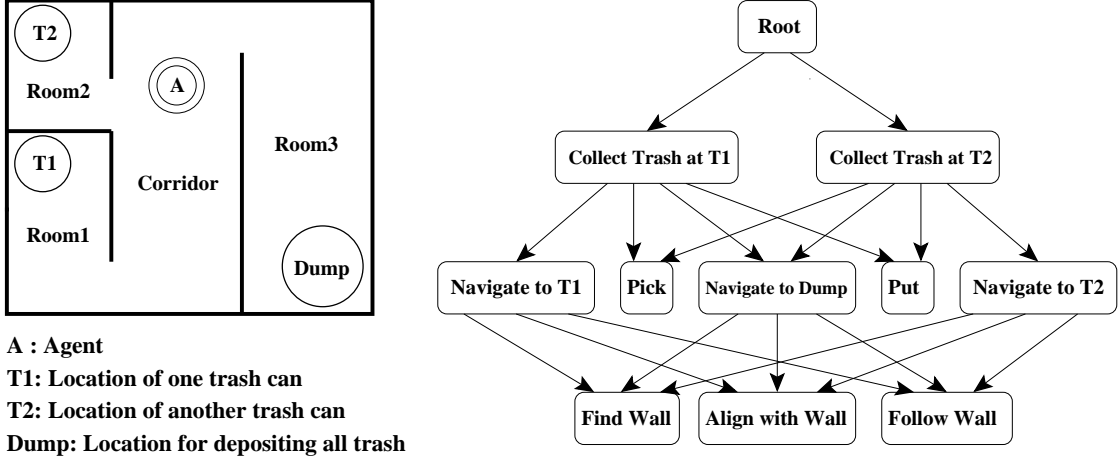 T2
A
Room2
Room3
T1
Corridor
Room1
Dump
A : Agent
T1: Location of one trash can
T2: Location of another trash can
Dump: Location for depositing all trash
Root
Collect Trash at T1
Collect Trash at T2
Navigate to T1
Pick
Navigate to Dump
Put
Navigate to T2
Find Wall
Align with Wall
Follow Wall